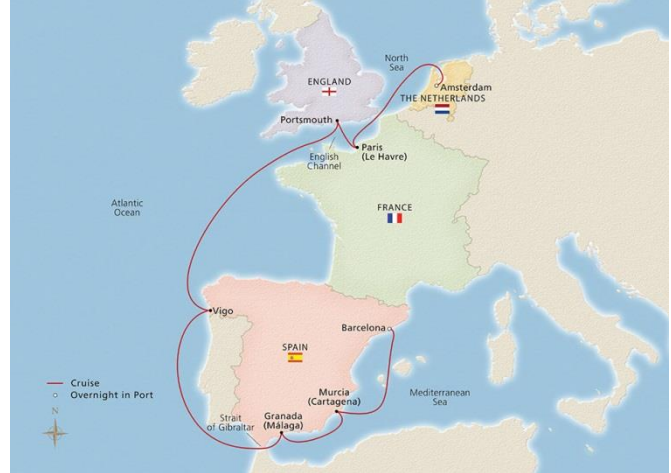 North
Sea
ENGLAND
Amsterdam
THE NETHERLANDS
Portsmouth
Paris
(Le Havre)
English
Channel
Atlantic
Ocean
FRANCE
Vigo
Barcelona
SPAIN
Cruise
Overnight in Port
Murcia
(Cartagena)
Mediterranean
Sea
N
Strait
of Gibraltar
Granada
(Málaga)